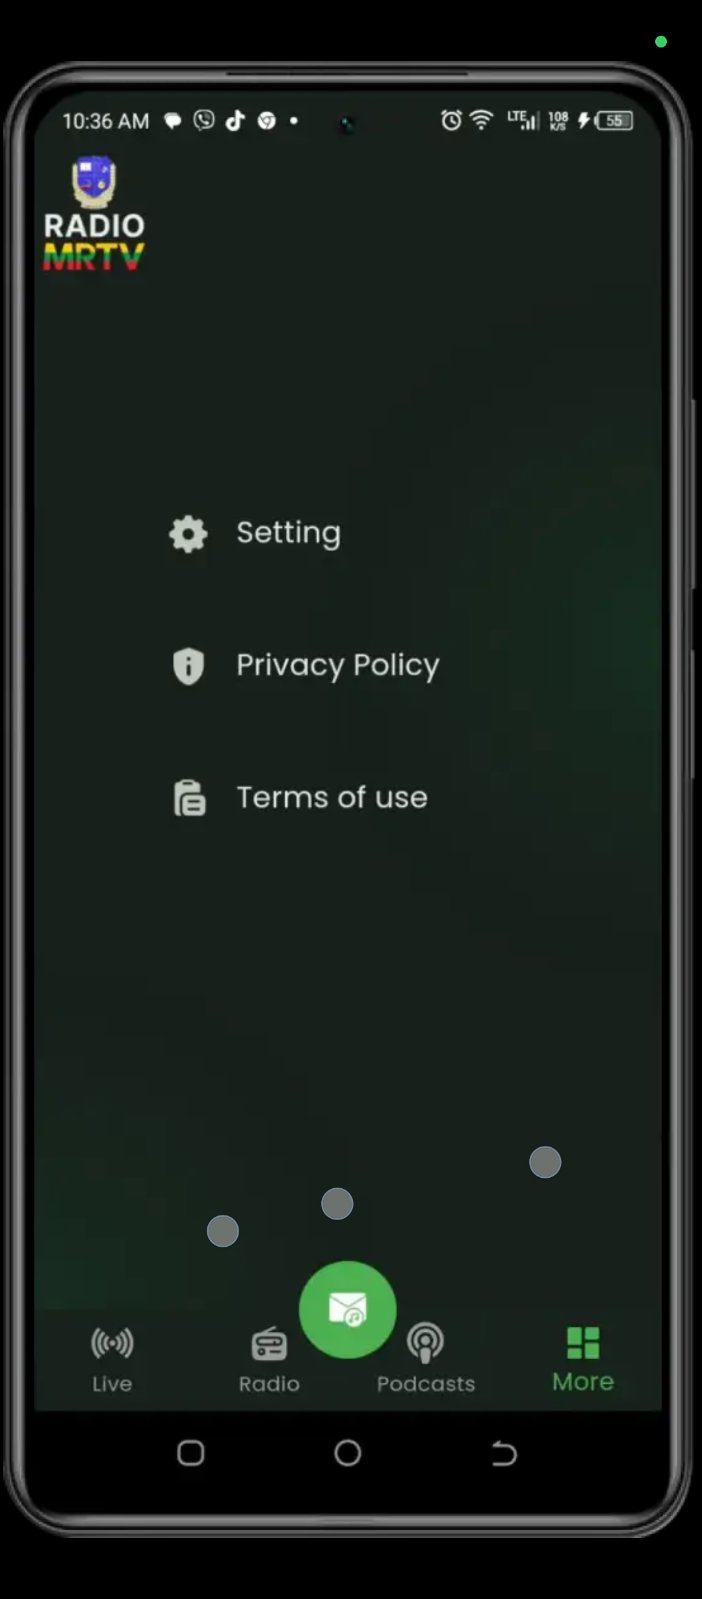 10:36 AM
LTE
108
K/S
55
RADIO
MRTV
Setting
Privacy Policy
Terms of use
Live
Radio
Podcasts
More